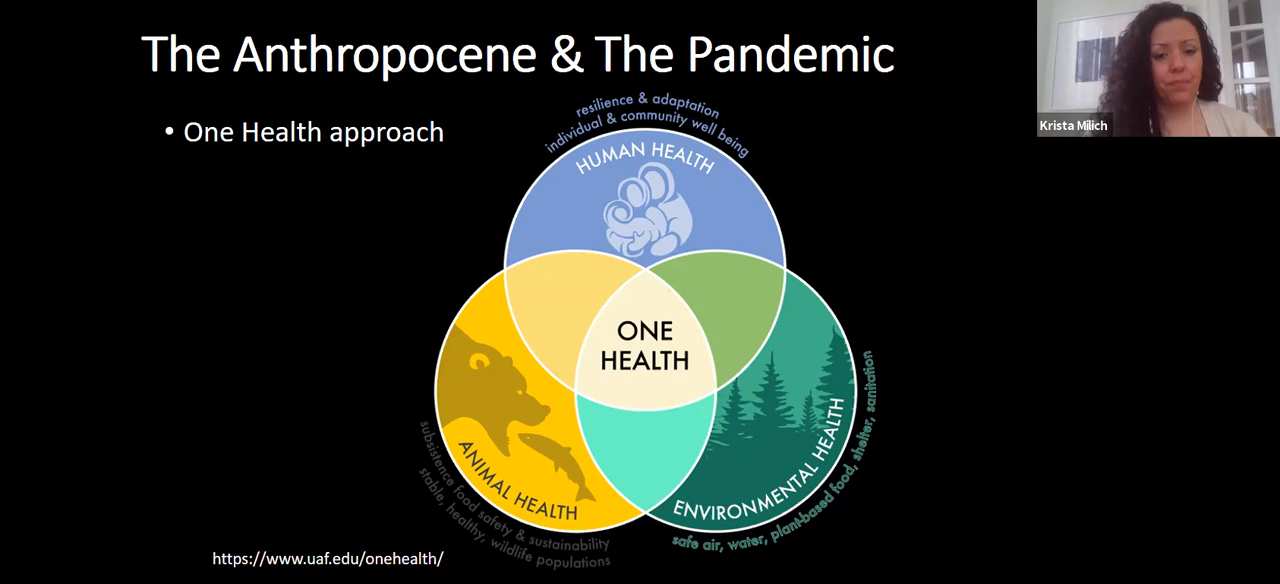 The Anthropocene & The Pandemic
Krista Milich
• One Health approach
resilience & adaptation
individual & community well being
HUMAN HEALTH
ONE
HEALTH
ANIMAL HEALTH
subsistence food safety & sustainability
stable, healthy, wildlife populations
ENVIRONMENTAL HEALTH
safe air, water, plant-based food, shelter, sanitation
https://www.uaf.edu/onehealth/